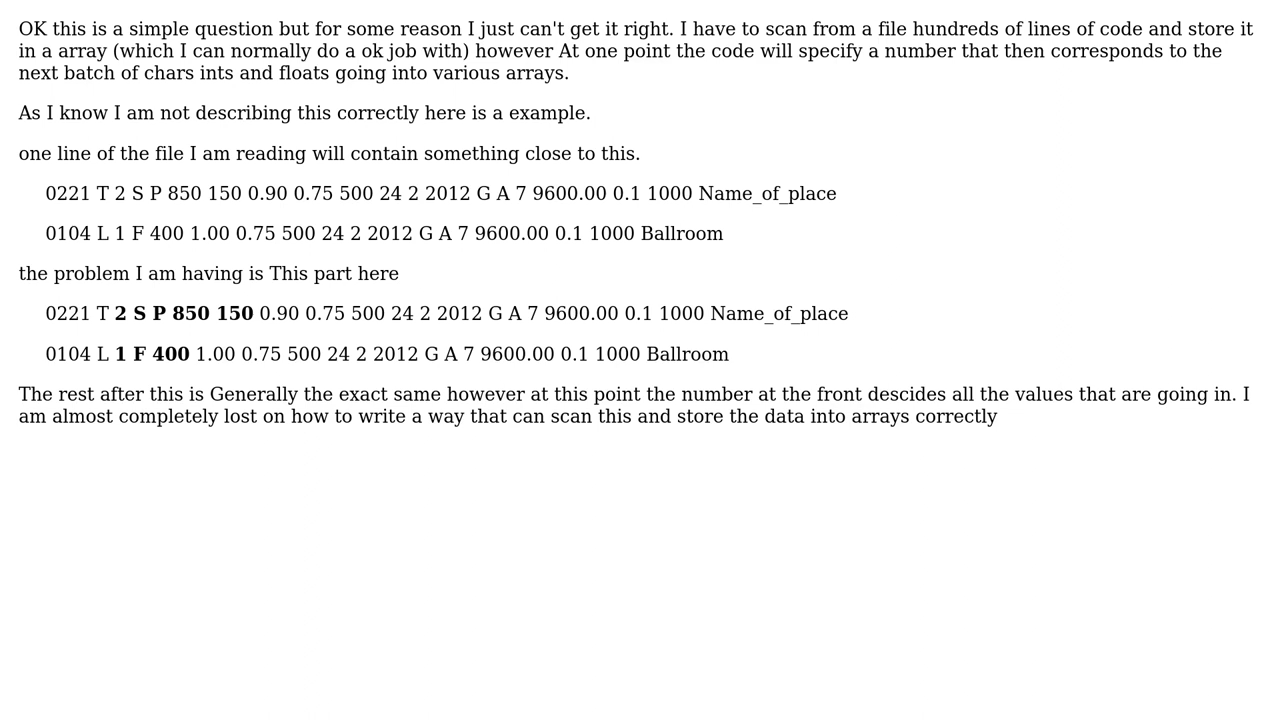 OK this is a simple question but for some reason I just can't get it right. I have to scan from a file hundreds of lines of code and store it
in a array (which I can normally do a ok job with) however At one point the code will specify a number that then corresponds to the
next batch of chars ints and floats going into various arrays.
As I know I am not describing this correctly here is a example.
one line of the file I am reading will contain something close to this.
0221 T 2 S P 850 150 0.90 0.75 500 24 2 2012 G A 7 9600.00 0.1 1000 Name_of_place
0104 L 1 F 400 1.00 0.75 500 24 2 2012 G A 7 9600.00 0.1 1000 Ballroom
the problem I am having is This part here
0221 T 2 S P 850 150 0.90 0.75 500 24 2 2012 G A 7 9600.00 0.1 1000 Name_of_place
0104 L 1 F 400 1.00 0.75 500 24 2 2012 G A 7 9600.00 0.1 1000 Ballroom
The rest after this is Generally the exact same however at this point the number at the front descides all the values that are going in. I
am almost completely lost on how to write a way that can scan this and store the data into arrays correctly